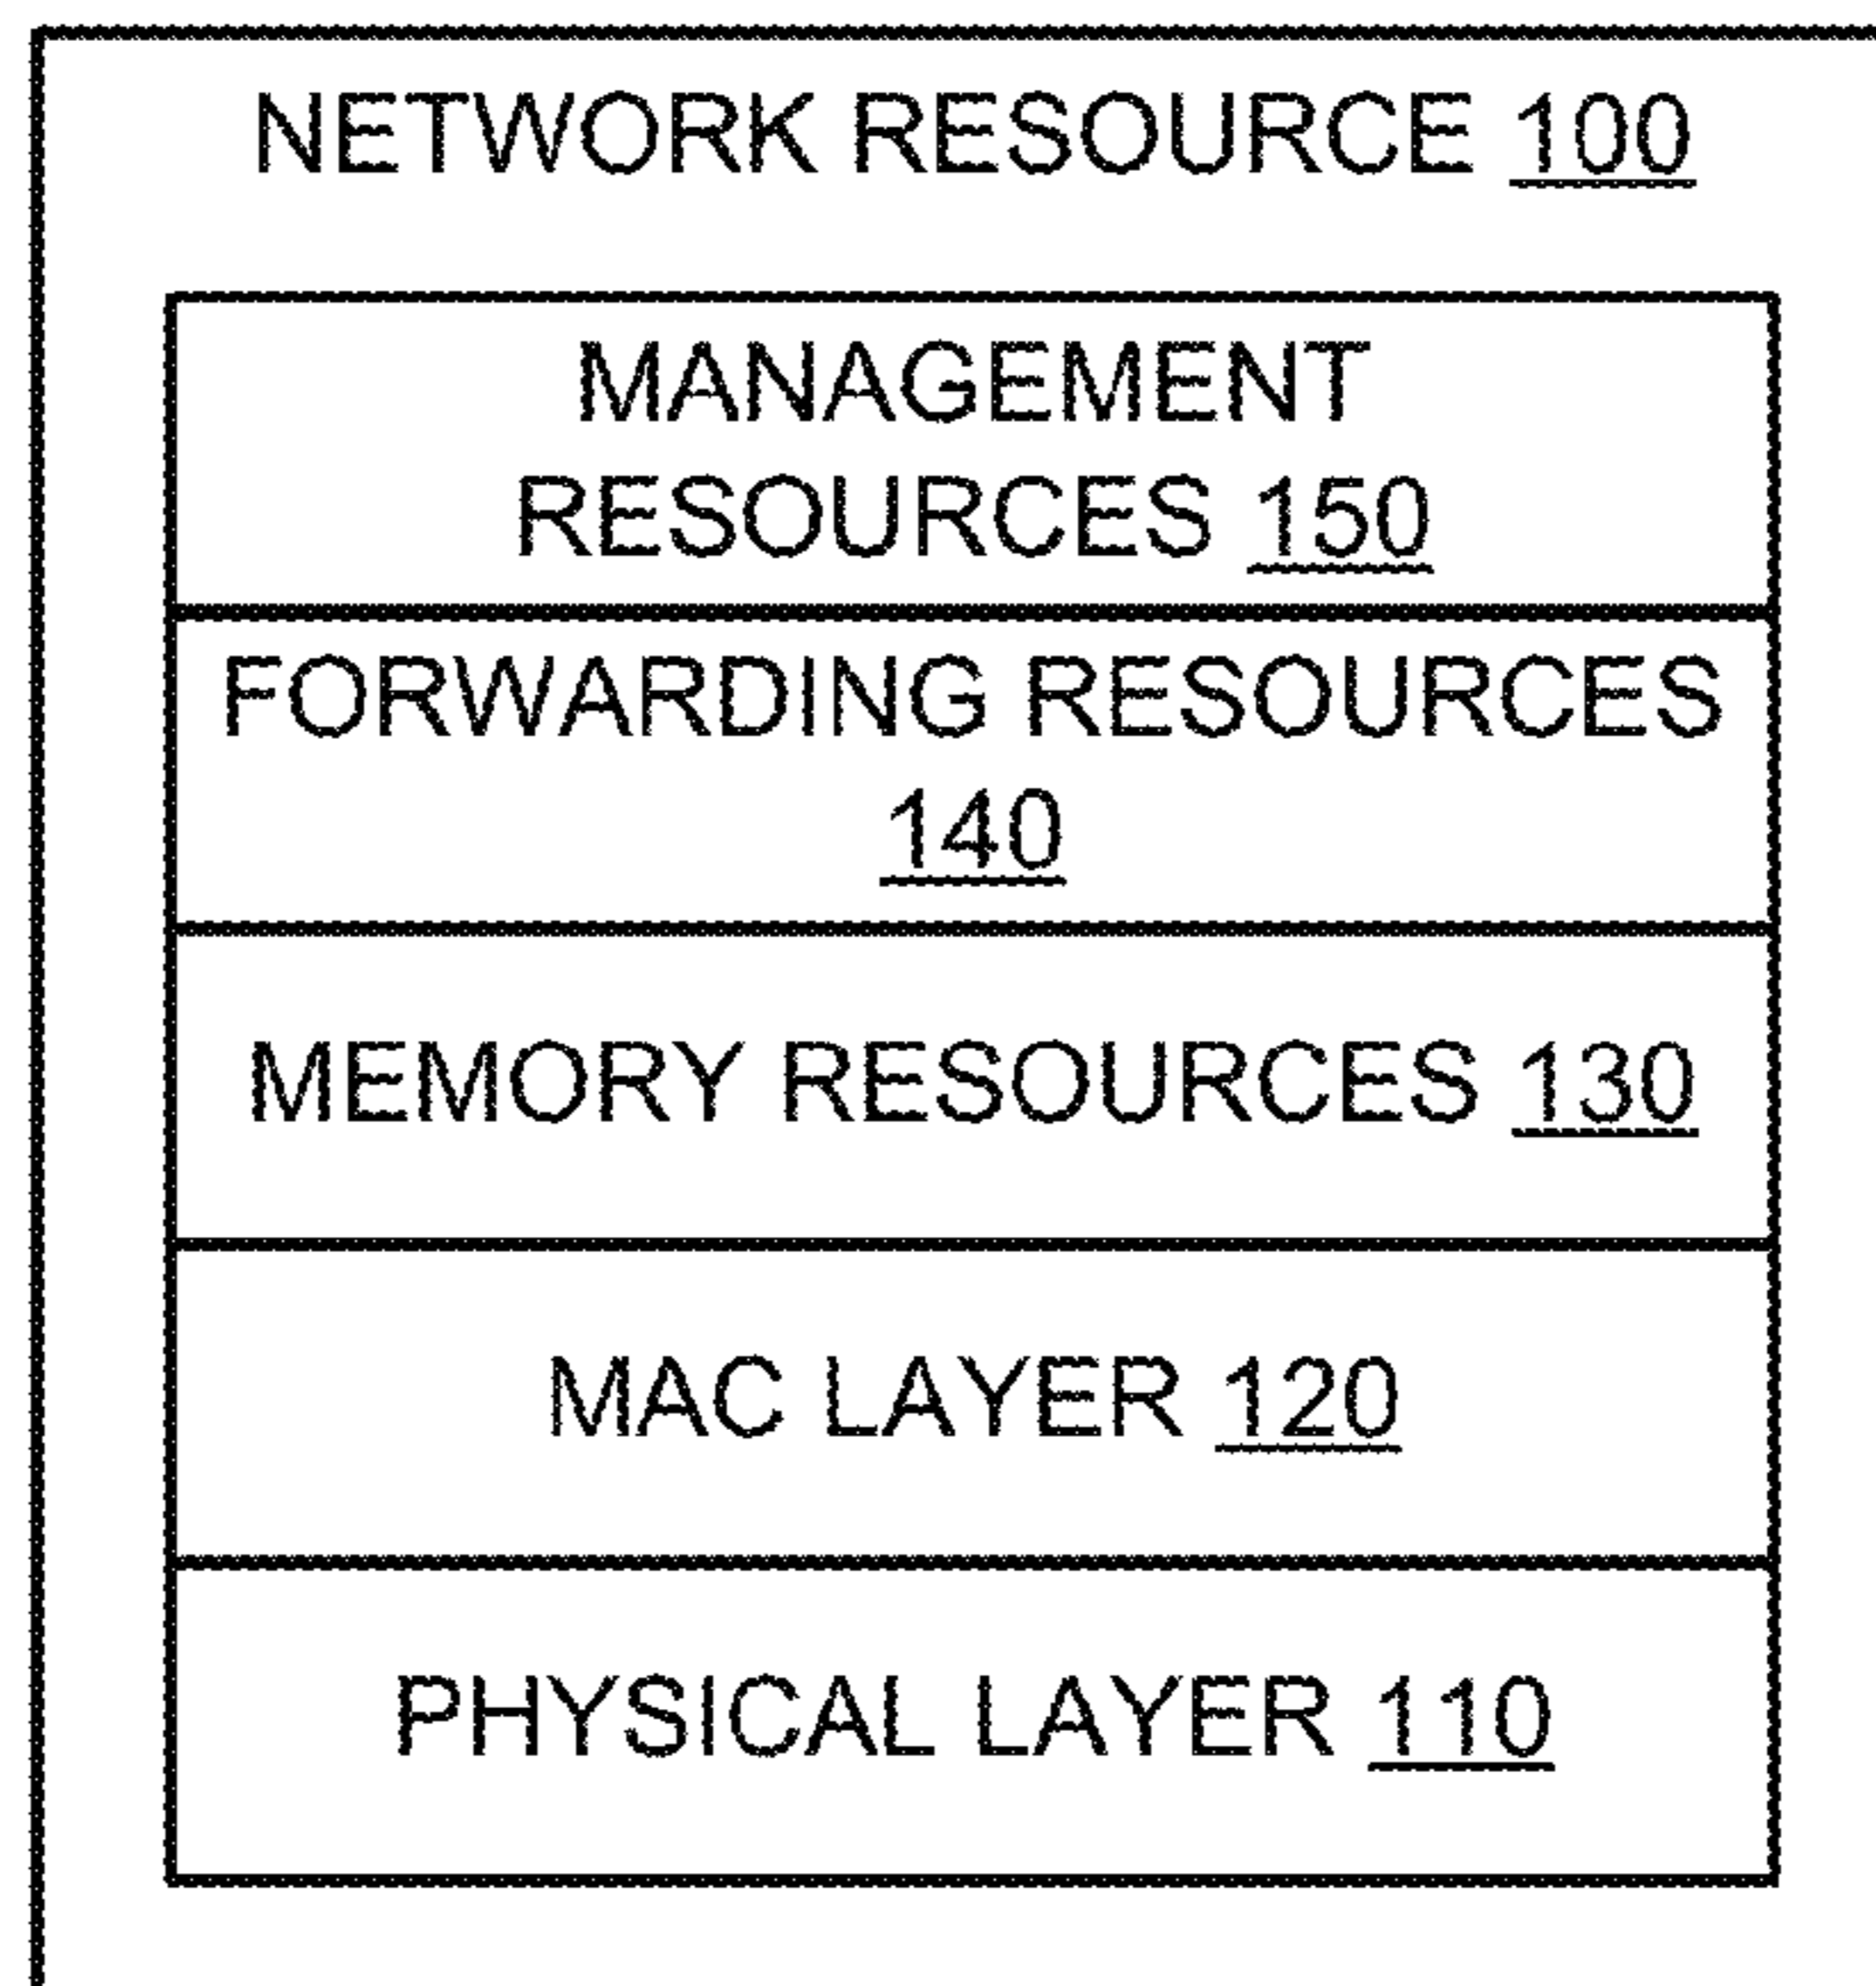 NETWORK RESOURCE 100
MANAGEMENT
RESOURCES 150
FORWARDING RESOURCES
140
MEMORY RESOURCES 130
MAC LAYER 120
PHYSICAL LAYER 110